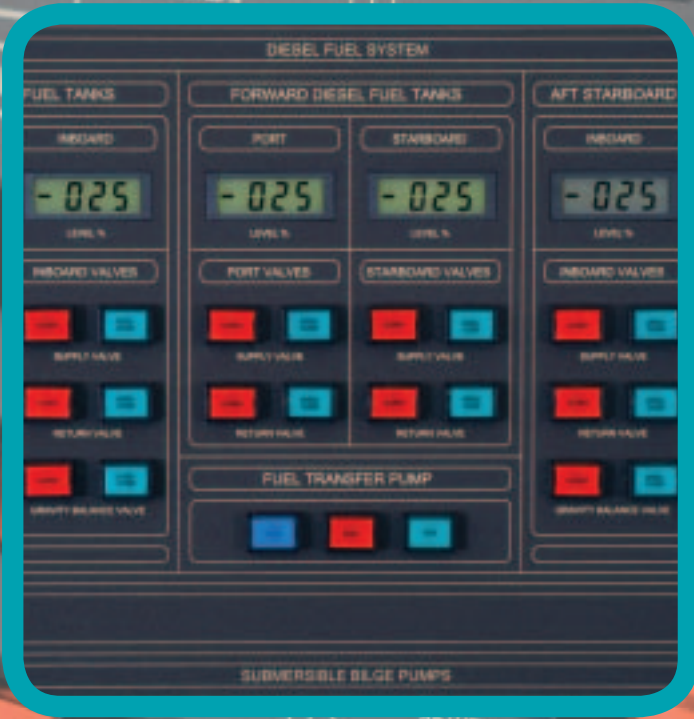 DIESEL FUEL SYSTEM
FUEL TANKS
FORWARD DIESEL FUEL TANKS
AFT STARBOARD
INBOARD
PORT
STARBOARD
INBOARD
-025
-025
-025
-025
LEVEL %
LEVEL %
LEVEL %
LEVEL %
INBOARD VALVES
PORT VALVES
STARBOARD VALVES
INBOARD VALVES
SUPPLY VALVE
SUPPLY VALVE
SUPPLY VALVE
SUPPLY VALVE
RETURN VALVE
RETURN VALVE
RETURN VALVE
RETURN VALVE
GRAVITY BALANCE VALVE
GRAVITY BALANCE VALVE
FUEL TRANSFER PUMP
SUBMERSIBLE BILGE PUMPS